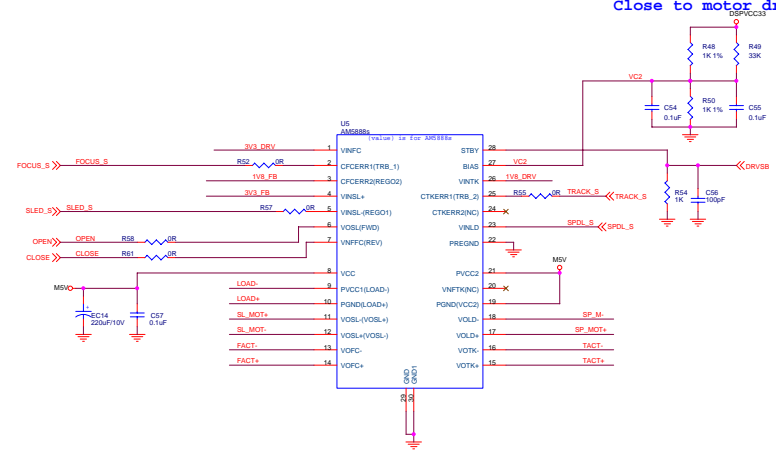 Close to motor dr
DSPVCC33
R48
1K 1%
R49
33K
VC2
C54
0.1uF
R50
1K 1%
C55
0.1uF
U5
AM5888s
(value) is for AM5888s
3V3_DRV
1
VINFC
STBY
28
FOCUS_S
FOCUS_S
R52
0R
2
CFCERR1(TRB_1)
BIAS
27
VC2
DRVSB
1V8_FB
3
CFCERR2(REGO2)
VINTK
26
1V8_DRV
3V3_FB
4
VINSL+
CTKERR1(TRB_2)
25
R55
0R
TRACK_S
TRACK_S
R54
1K
C56
100pF
SLED_S
SLED_S
R57
0R
5
VINSL-(REGO1)
CTKERR2(NC)
24
6
VOSL(FWD)
VINLD
23
SPDL_S
SPDL_S
OPEN
OPEN
R58
0R
7
VNFFC(REV)
PREGND
22
CLOSE
CLOSE
R61
0R
M5V
8
VCC
PVCC2
21
M5V
LOAD-
9
PVCC1(LOAD-)
VNFTK(NC)
20
LOAD+
10
PGND(LOAD+)
PGND(VCC2)
19
EC14
220uF/10V
C57
0.1uF
SL_MOT+
11
VOSL-(VOSL+)
VOLD-
18
SP_M-
SL_MOT-
12
VOSL+(VOSL-)
VOLD+
17
SP_MOT+
FACT-
13
VOFC-
VOTK-
16
TACT-
FACT+
14
VOFC+
VOTK+
15
TACT+
GND
GND1
29
30